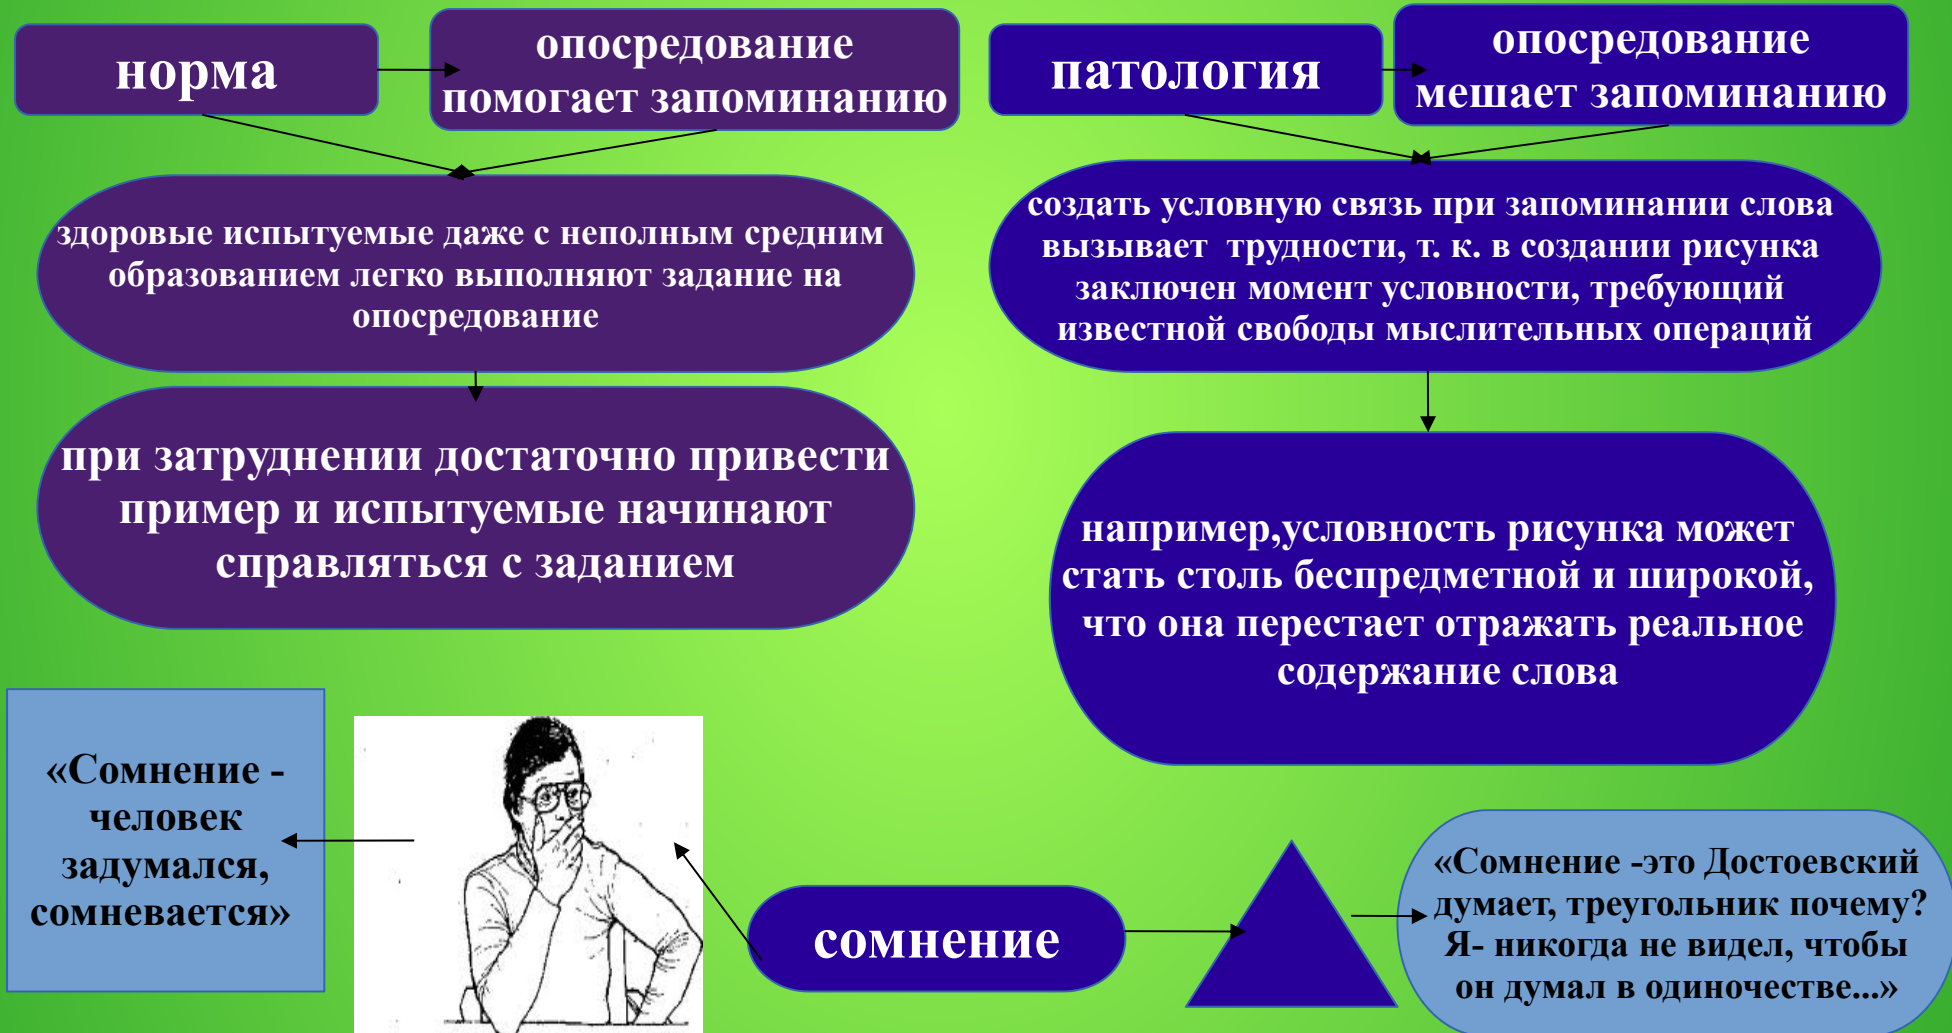 норма
опосредование
помогает запоминанию
здоровые испытуемые даже с неполным средним
образованием легко выполняют задание на
опосредование
при затруднении достаточно привести
пример и испытуемые начинают
справляться с заданием
патология
опосредование
мешает запоминанию
создать условную связь при запоминании слова
вызывает  трудности, т. к. в создании рисунка
заключен момент условности, требующий
известной свободы мыслительных операций
например,условность рисунка может
стать столь беспредметной и широкой,
что она перестает отражать реальное
содержание слова
«Сомнение -
человек
задумался,
сомневается»
сомнение
«Сомнение -это Достоевский
думает, треугольник почему?
Я- никогда не видел, чтобы
он думал в одиночестве...»